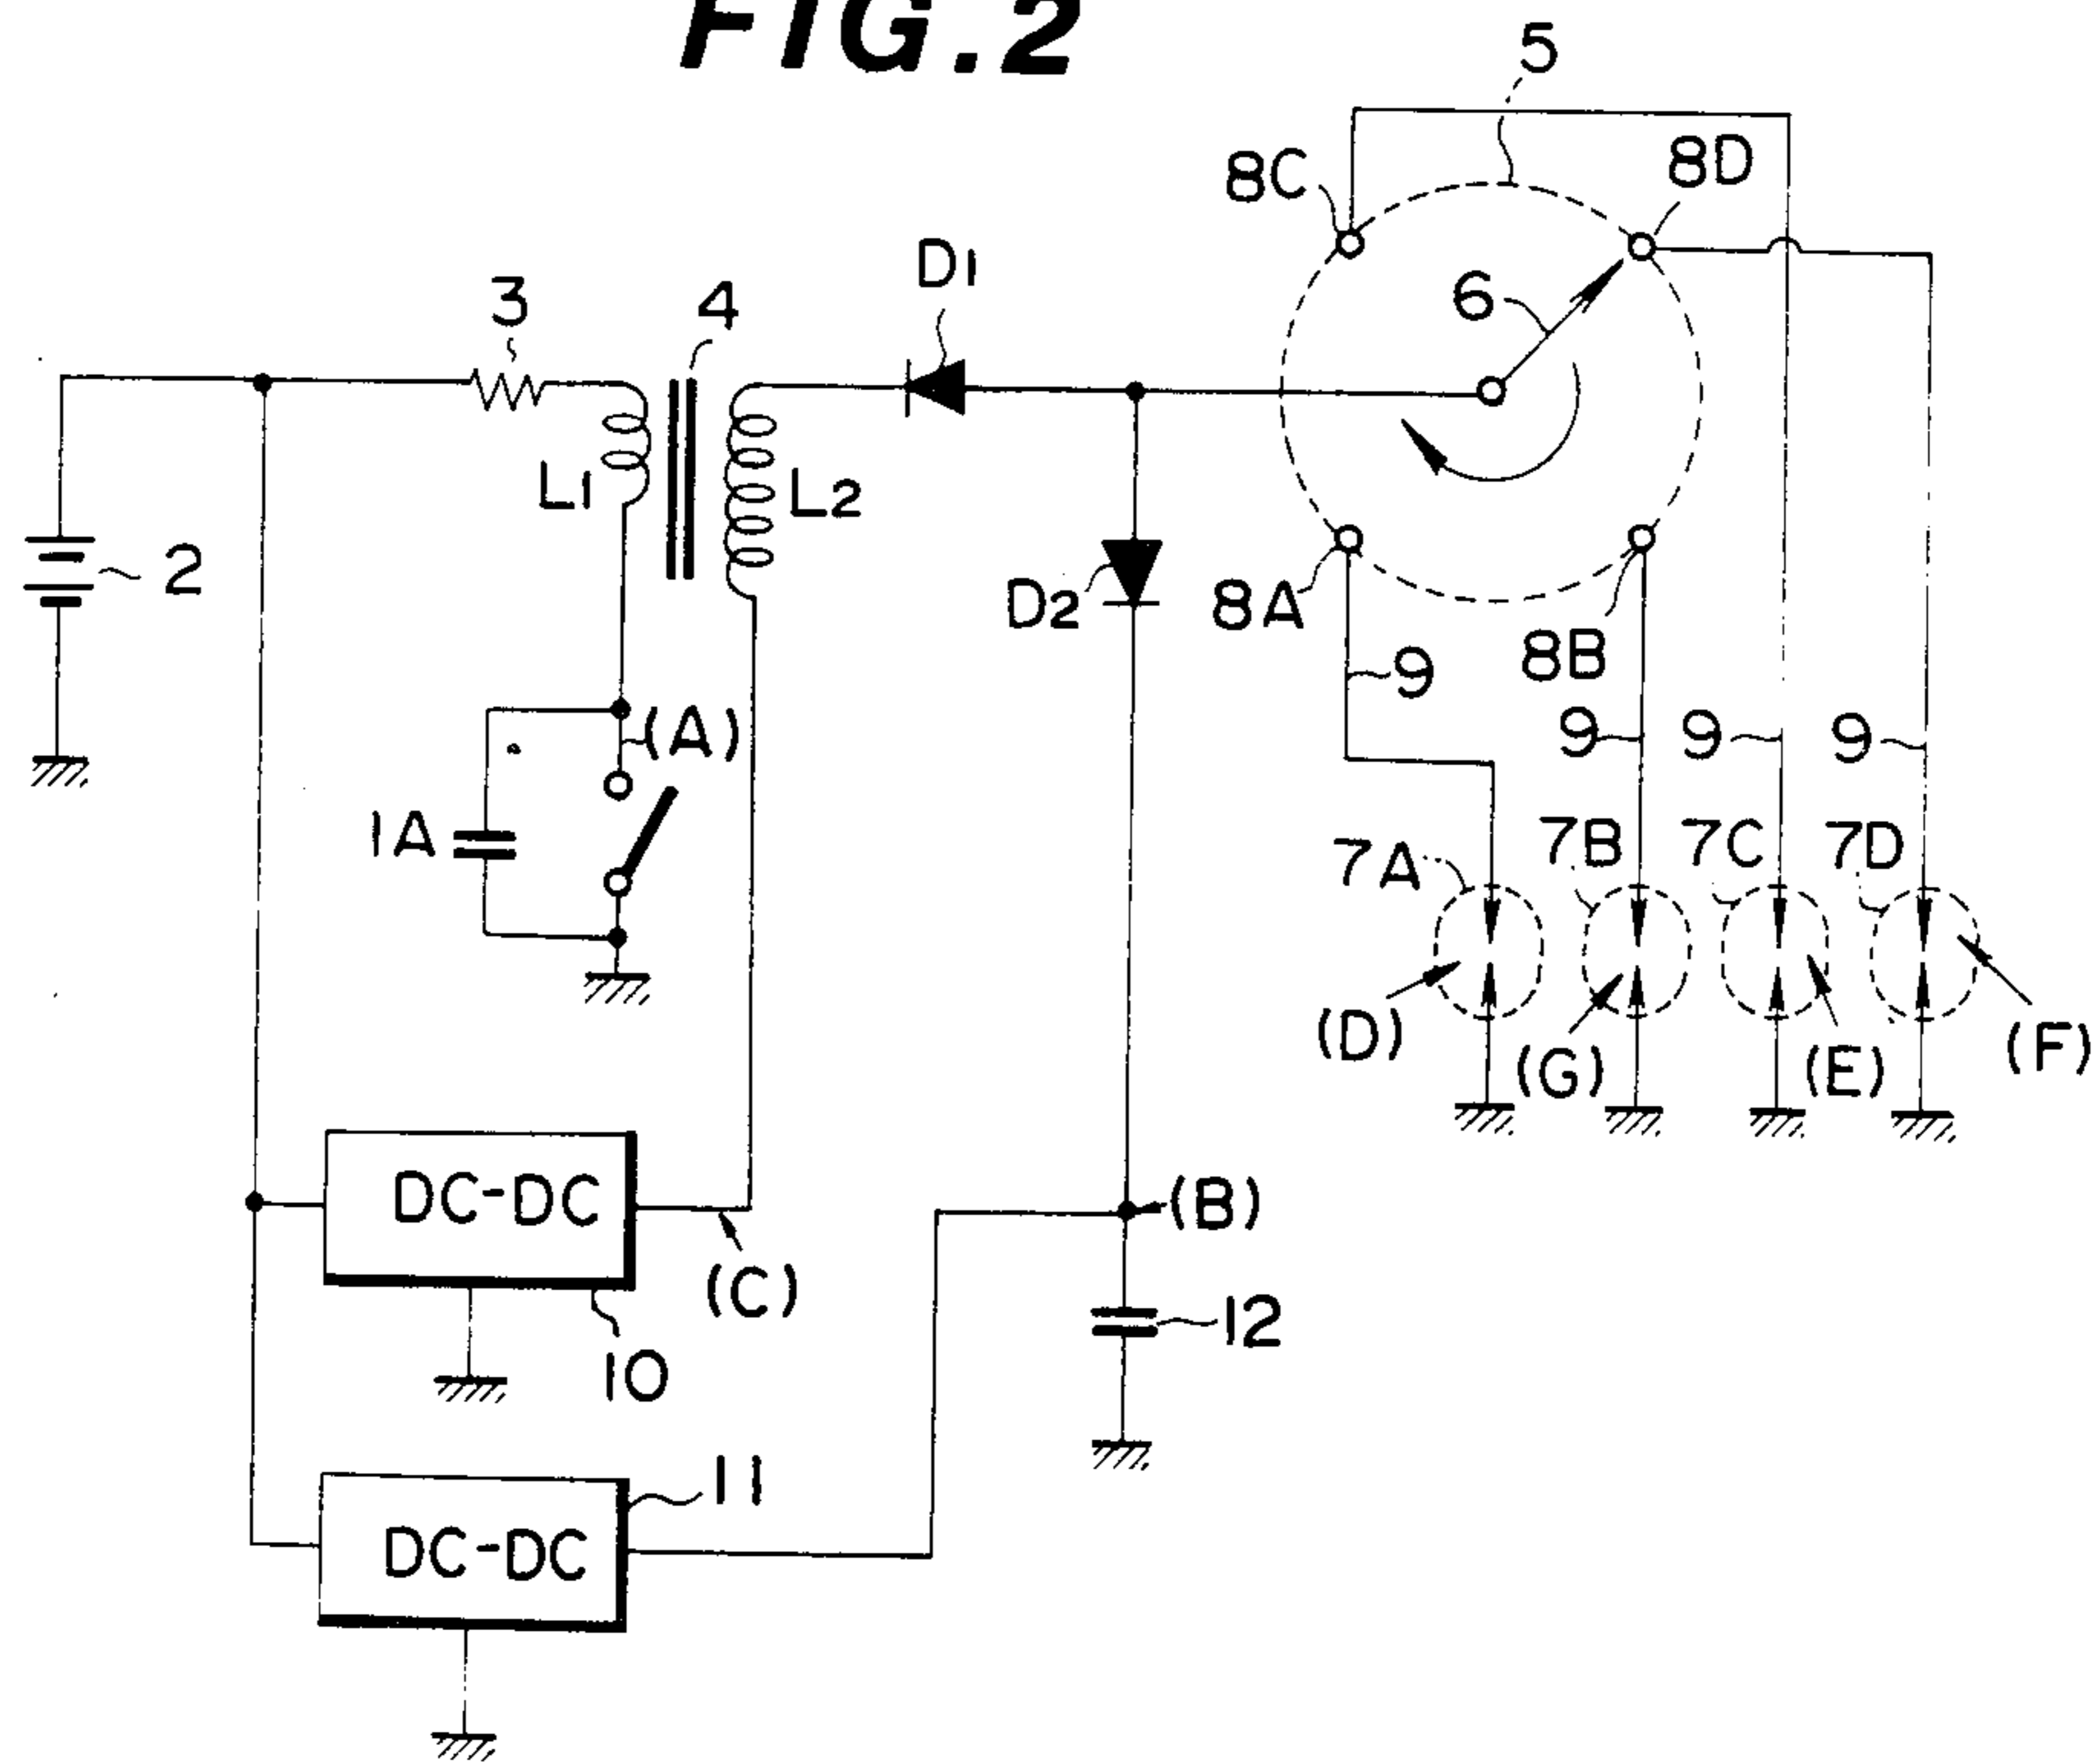 FIG.2
5
8C
8D
D1
3
4
6
L1
L2
2
D2
8A
8B
9
(A)
9
9
9
1A
7A
7B
7C
7D
(D)
(G)
(E)
(F)
DC-DC
(B)
(C)
12
10
11
DC-DC